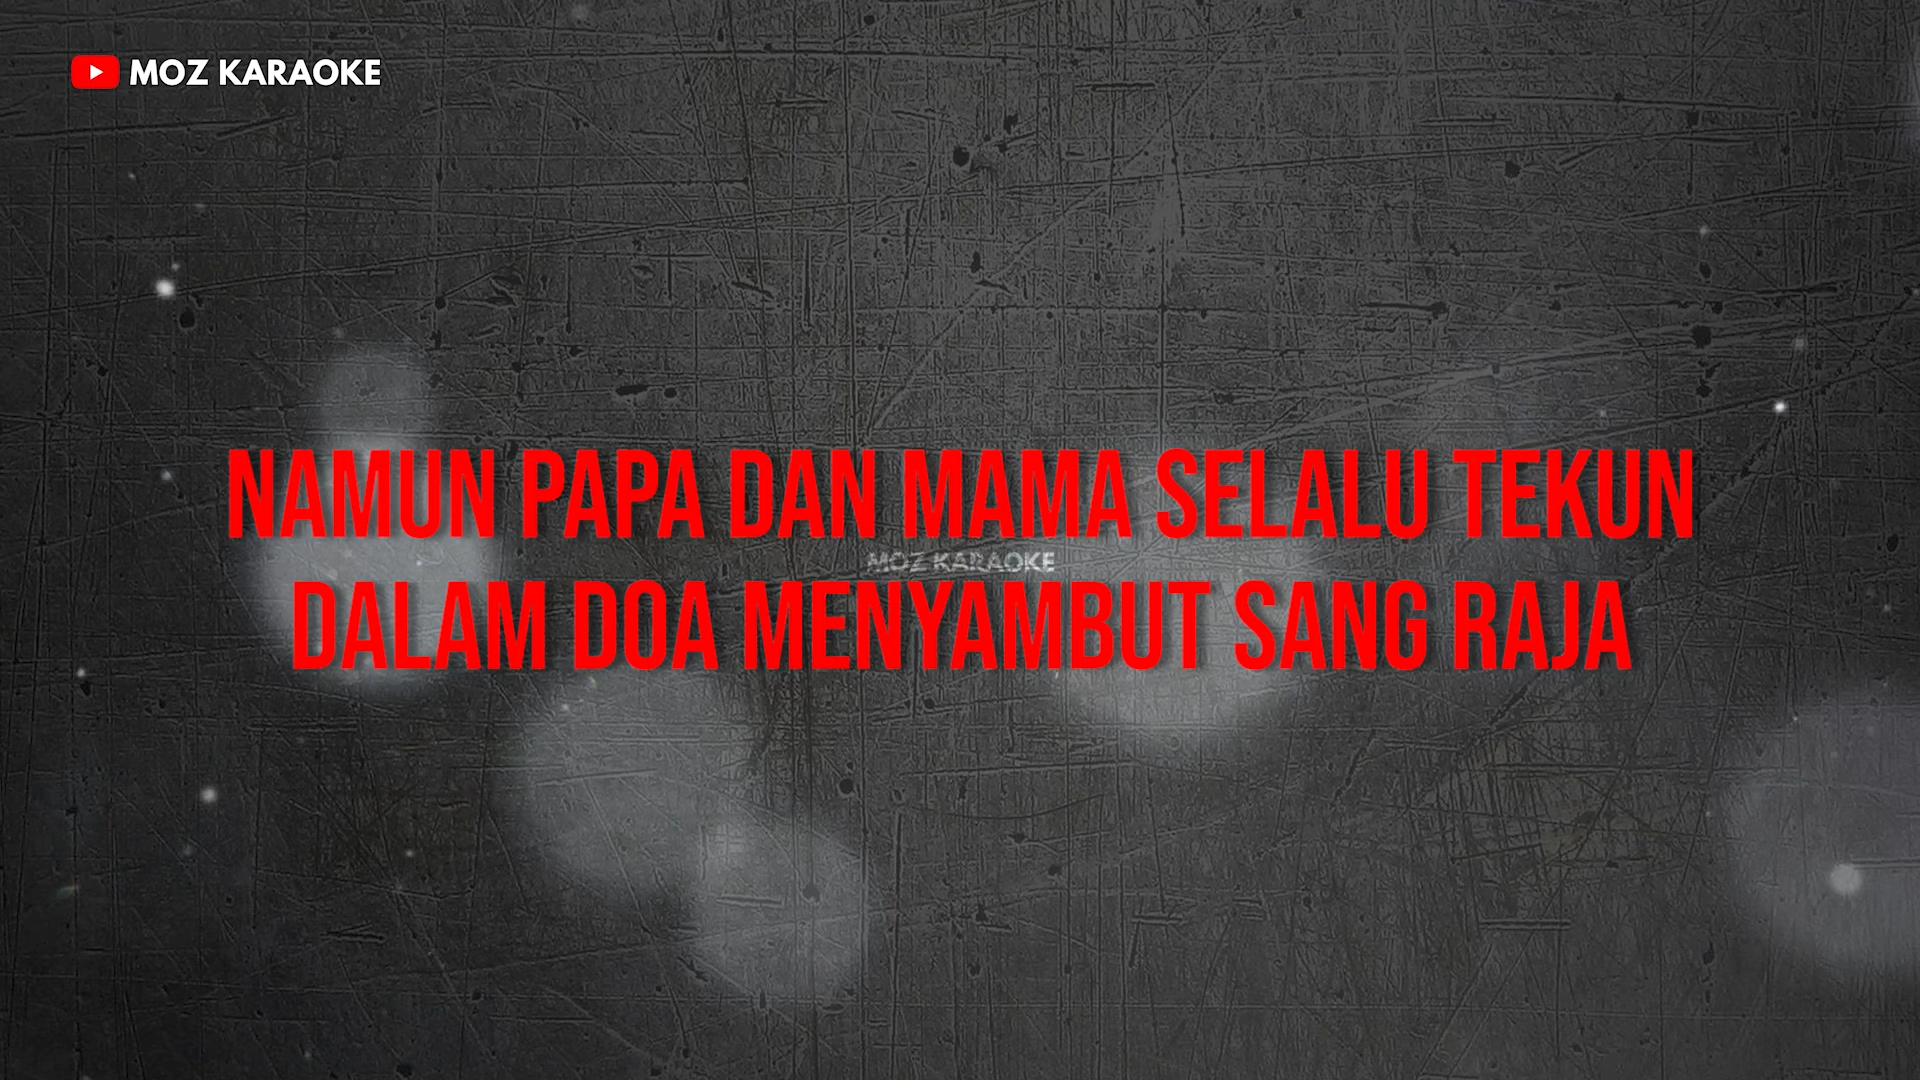 MOZ KARAOKE
NAMUN PAPA DAN MAMA SELALU TEKUN
MOZ KARAOKE
DALAM DOA MENYAMBUT SANG RAJA